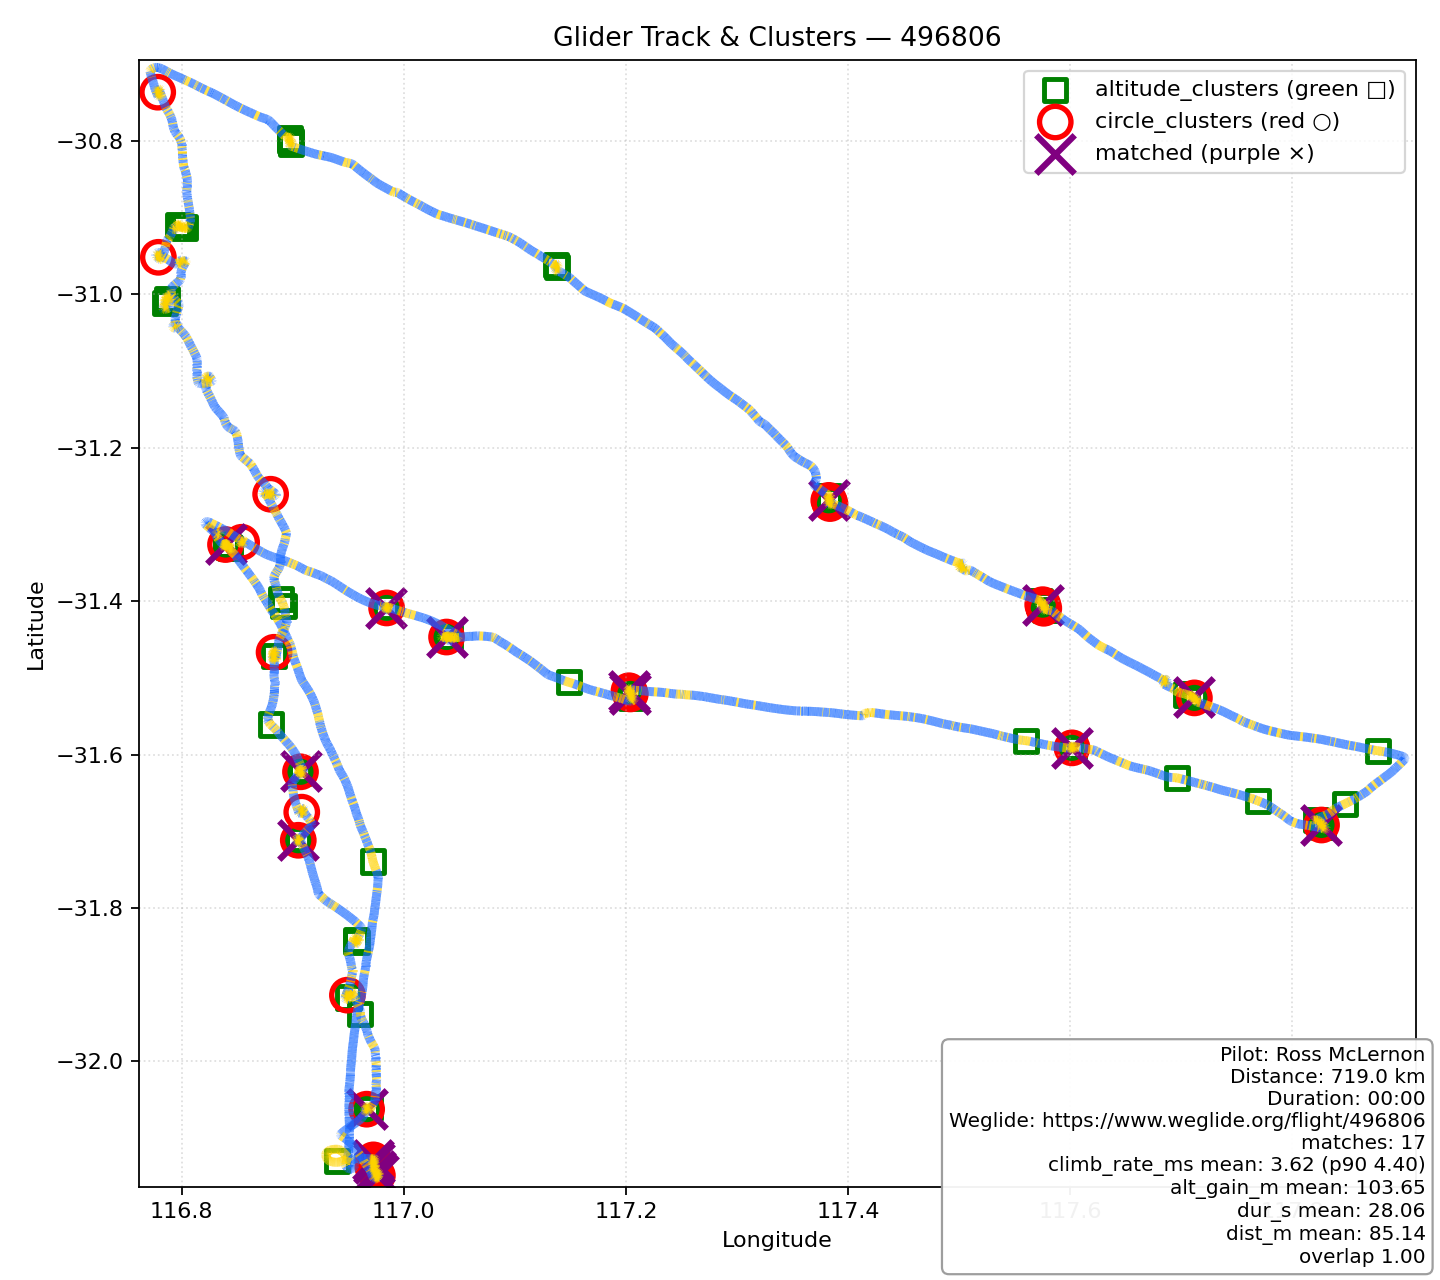 Glider Track & Clusters — 496806
altitude_clusters (green □)
circle_clusters (red ○)
matched (purple ×)
−30.8
−31.0
−31.2
−31.4
−31.6
−31.8
−32.0
Latitude
116.8
117.0
117.2
117.4
117.6
Longitude
Pilot: Ross McLernon
Distance: 719.0 km
Duration: 00:00
Weglide: https://www.weglide.org/flight/496806
matches: 17
climb_rate_ms mean: 3.62 (p90 4.40)
alt_gain_m mean: 103.65
dur_s mean: 28.06
dist_m mean: 85.14
overlap 1.00